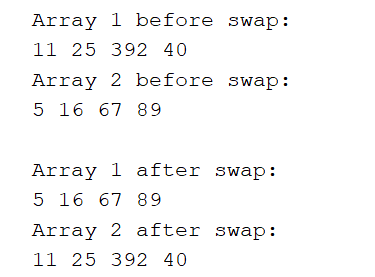 Array 1 before swap:
11 25 392 40
Array 2 before swap:
5 16 67 89
Array 1 after swap:
5 16 67 89
Array 2 after swap:
11 25 392 40